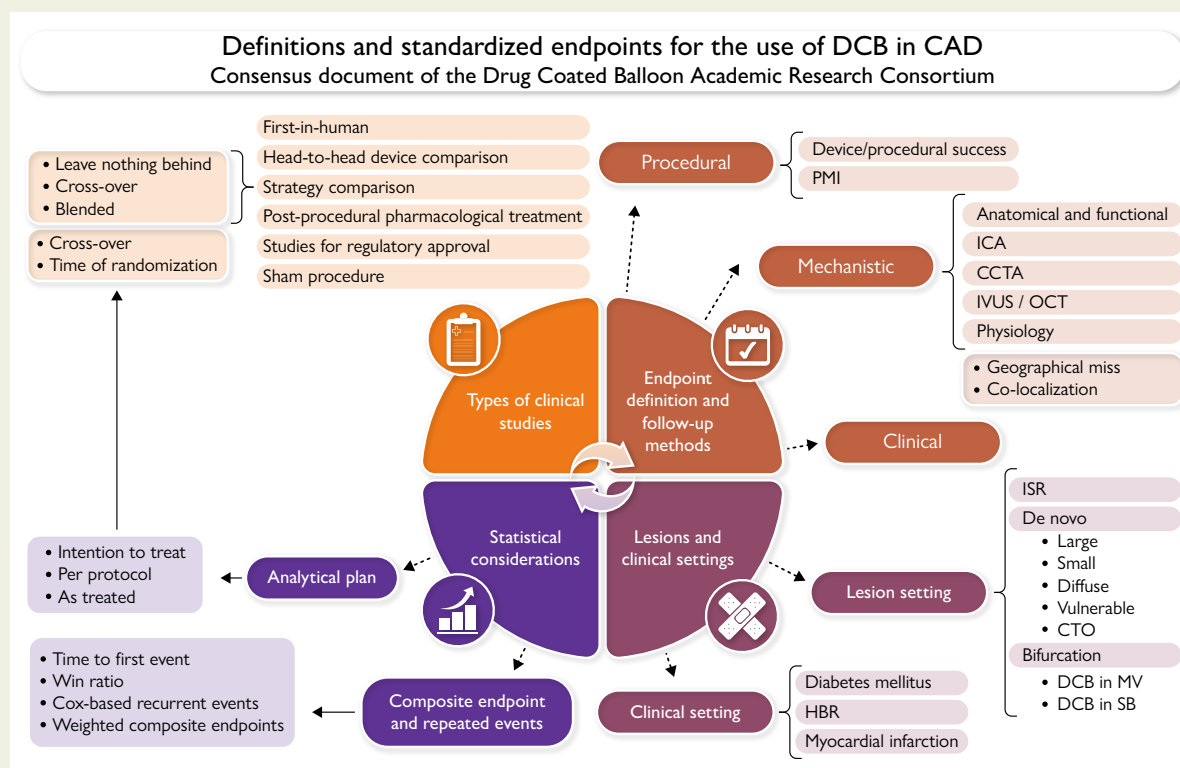 Definitions and standardized endpoints for the use of DCB in CAD
Consensus document of the Drug Coated Balloon Academic Research Consortium
• Leave nothing behind
• Cross-over
• Blended
• Cross-over
• Time of randomization
First-in-human
Head-to-head device comparison
Strategy comparison
Post-procedural pharmacological treatment
Studies for regulatory approval
Sham procedure
Procedural
Device/procedural success
PMI
Mechanistic
Anatomical and functional
ICA
CCTA
IVUS / OCT
Physiology
• Geographical miss
• Co-localization
Types of clinical
studies
Endpoint
definition and
follow-up
methods
Clinical
Statistical
considerations
Lesions and
clinical settings
• Intention to treat
• Per protocol
• As treated
Analytical plan
Lesion setting
ISR
De novo
• Large
• Small
• Diffuse
• Vulnerable
• CTO
Bifurcation
• DCB in MV
• DCB in SB
• Time to first event
• Win ratio
• Cox-based recurrent events
• Weighted composite endpoints
Composite endpoint
and repeated events
Clinical setting
Diabetes mellitus
HBR
Myocardial infarction